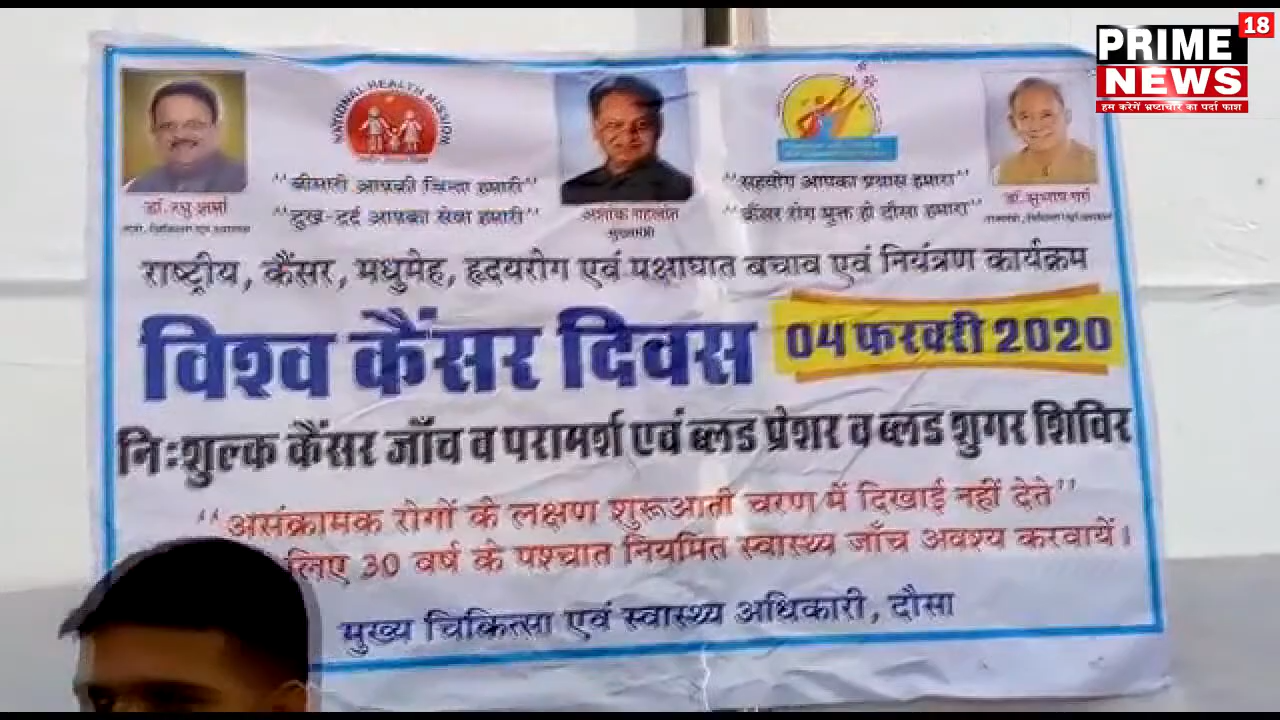 18
PRIME
NEWS
हम करेगें भ्रष्टाचार का पर्दा फाश
NATIONAL HEALTH MISSION
"बीमारी आपकी चिन्ता हमारी"
"सहयोग आपका प्रयास हमारा"
डॉ. रघु शर्मा
"दुख-दर्द आपका सेवा हमारी"
अशोक गहलोत
"कैंसर रोग मुक्त हो दौसा हमारा"
डॉ. सुभाष गर्ग
मुख्यमंत्री
राष्ट्रीय, कैंसर, मधुमेह, हृदयरोग एवं पक्षाघात बचाव एवं नियंत्रण कार्यक्रम
विश्व कैंसर दिवस
04 फरवरी 2020
निःशुल्क कैंसर जाँच व परामर्श एवं ब्लड प्रेशर व ब्लड शुगर शिविर
"असंक्रामक रोगों के लक्षण शुरूआती चरण में दिखाई नहीं देते"
लिए 30 वर्ष के पश्चात नियमित स्वास्थ्य जाँच अवश्य करवायें।
मुख्य चिकित्सा एवं स्वास्थ्य अधिकारी, दौसा